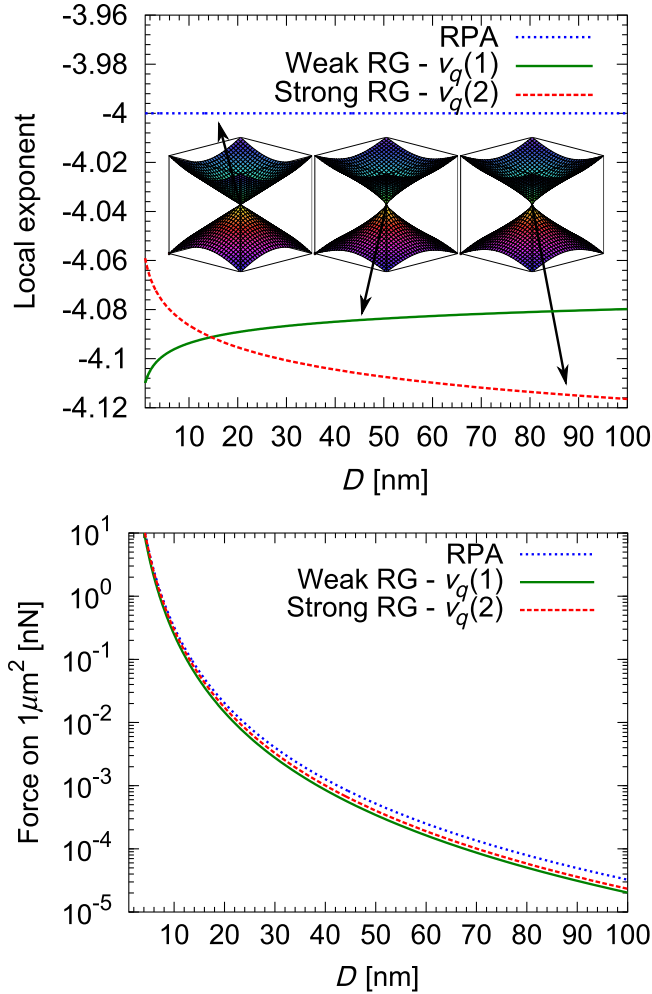 -3.96
-3.98
-4
-4.02
-4.04
-4.06
-4.08
-4.1
-4.12
Local exponent
RPA
Weak RG - v_q(1)
Strong RG - v_q(2)
10 20 30 40 50 60 70 80 90 100
D [nm]
10^1
10^0
10^-1
10^-2
10^-3
10^-4
10^-5
Force on 1μm^2 [nN]
RPA
Weak RG - v_q(1)
Strong RG - v_q(2)
10 20 30 40 50 60 70 80 90 100
D [nm]